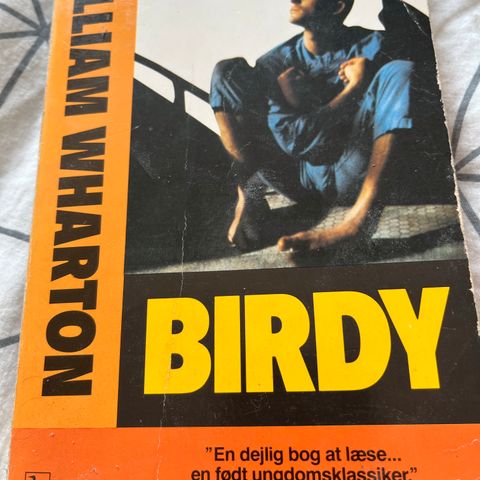 LLIAM WHARTON
BIRDY
"En dejlig bog at læse...
en født ungdomsklassiker."